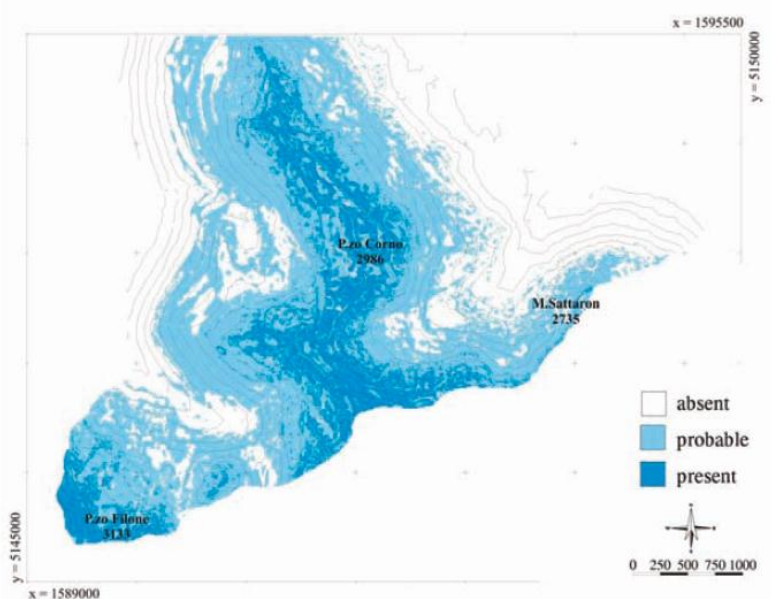 x = 1595500
y = 5150000
P.zo Corno
2986
M.Sattaron
2735
absent
probable
present
P.zo Filone
3133
y = 5145000
0 250 500 750 1000
x = 1589000